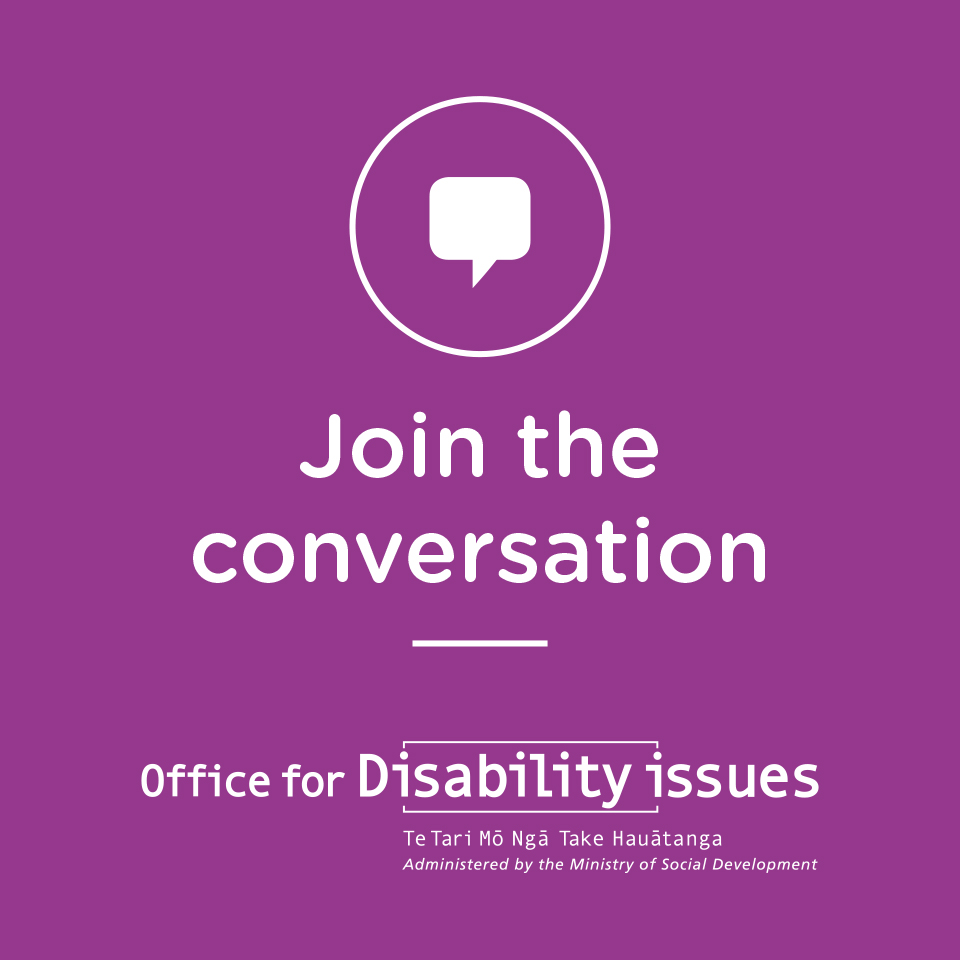 Join the
conversation
Office for Disability issues
Te Tari Mō Ngā Take Hauātanga
Administered by the Ministry of Social Development